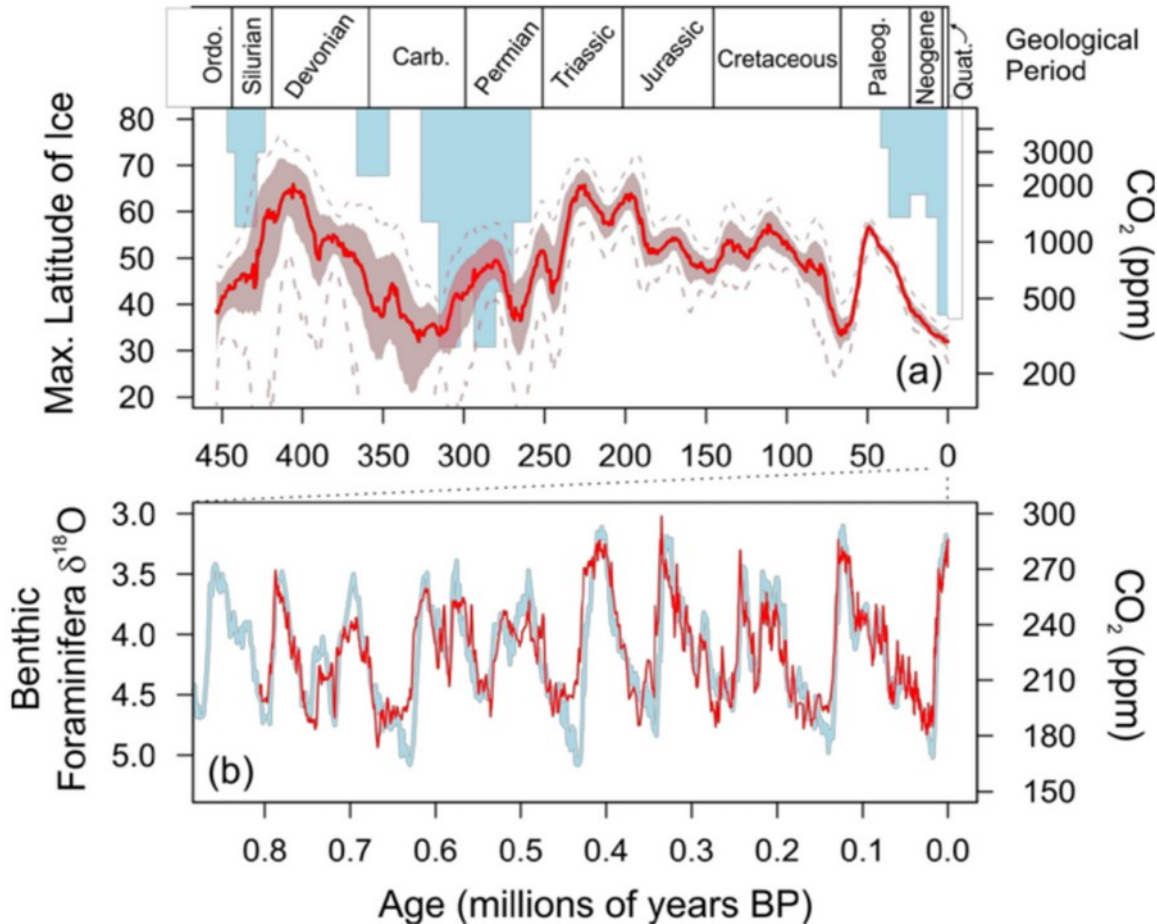 Ordo.
Silurian
Devonian
Carb.
Permian
Triassic
Jurassic
Cretaceous
Paleog.
Neogene
Quat.
Geological
Period
Max. Latitude of Ice
80
70
60
50
40
30
20
3000
2000
1000
500
200
CO₂ (ppm)
(a)
450 400 350 300 250 200 150 100 50 0
Benthic
Foraminifera δ¹⁸O
3.0
3.5
4.0
4.5
5.0
300
270
240
210
180
150
CO₂ (ppm)
(b)
0.8 0.7 0.6 0.5 0.4 0.3 0.2 0.1 0.0
Age (millions of years BP)